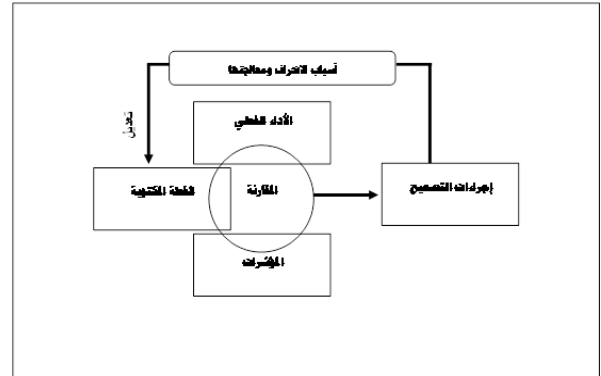 أسباب الانحراف ومعالجتها
تعديل
الأداء الفعلي
الخطة المكتوبة
المقارنة
إجراءات التصحيح
المؤشرات